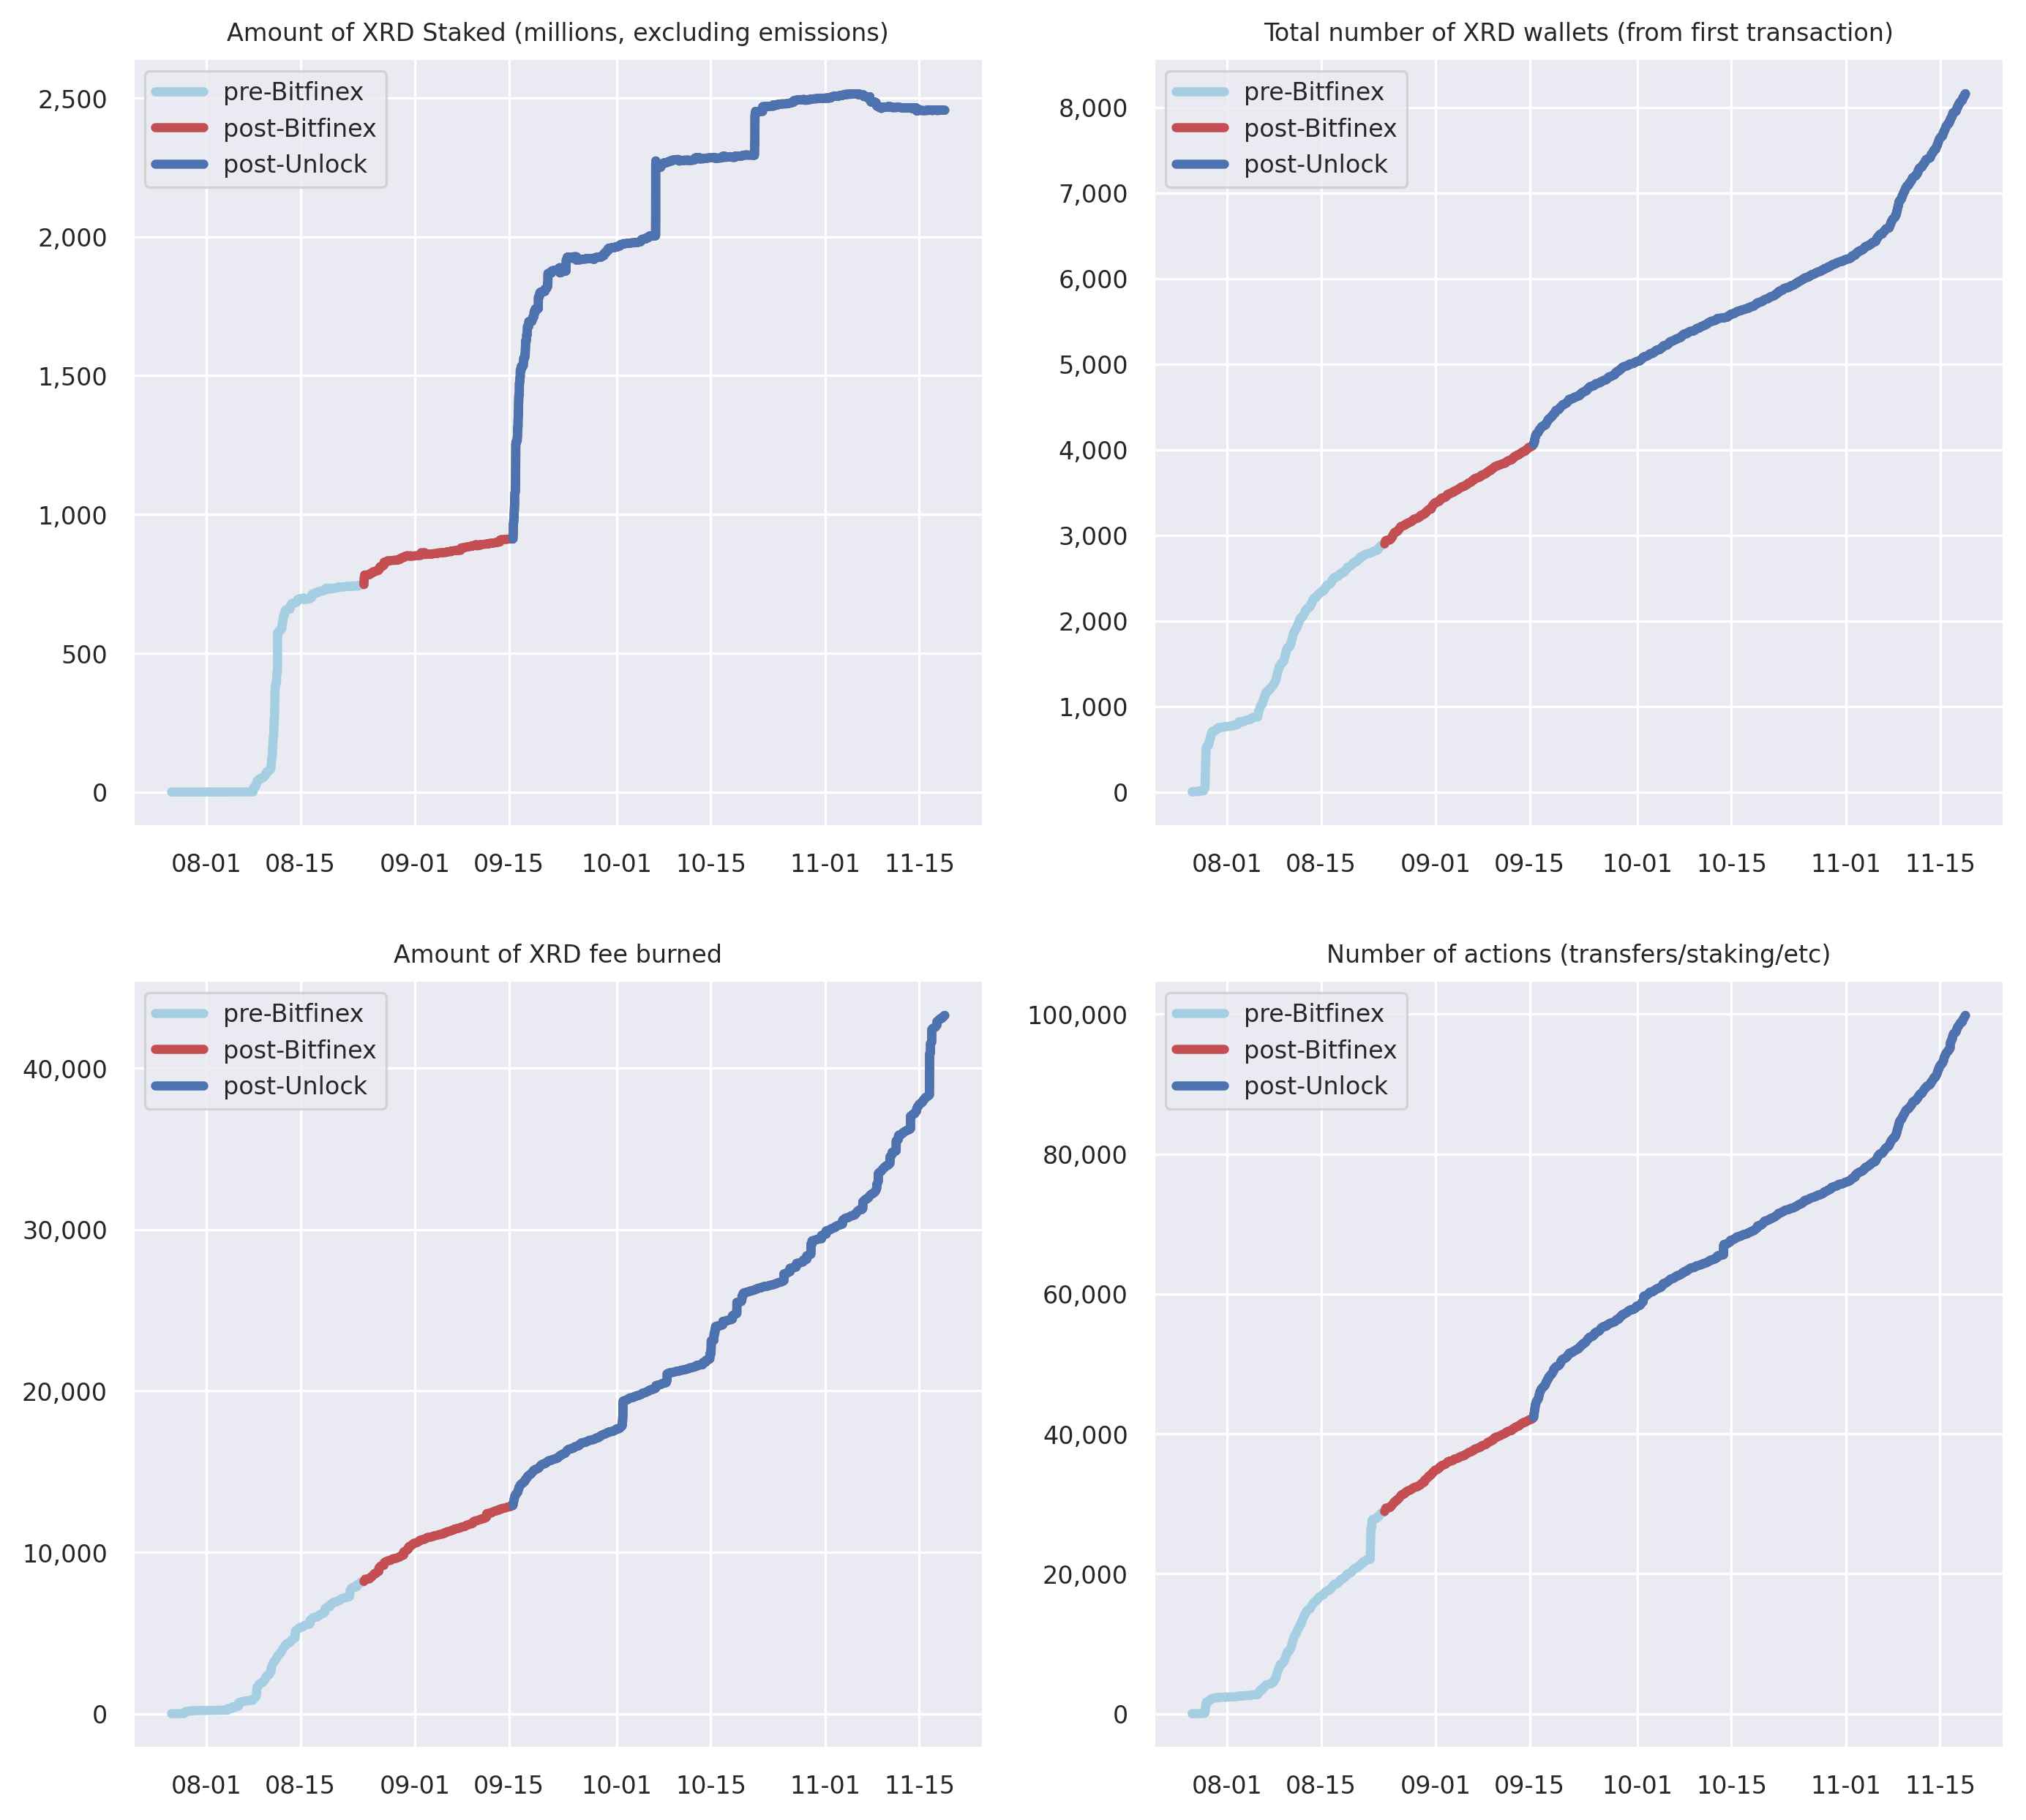 Amount of XRD Staked (millions, excluding emissions)
pre-Bitfinex
post-Bitfinex
post-Unlock
2,500
2,000
1,500
1,000
500
0
08-01 08-15 09-01 09-15 10-01 10-15 11-01 11-15
Total number of XRD wallets (from first transaction)
pre-Bitfinex
post-Bitfinex
post-Unlock
8,000
7,000
6,000
5,000
4,000
3,000
2,000
1,000
0
08-01 08-15 09-01 09-15 10-01 10-15 11-01 11-15
Amount of XRD fee burned
pre-Bitfinex
post-Bitfinex
post-Unlock
40,000
30,000
20,000
10,000
0
08-01 08-15 09-01 09-15 10-01 10-15 11-01 11-15
Number of actions (transfers/staking/etc)
pre-Bitfinex
post-Bitfinex
post-Unlock
100,000
80,000
60,000
40,000
20,000
0
08-01 08-15 09-01 09-15 10-01 10-15 11-01 11-15